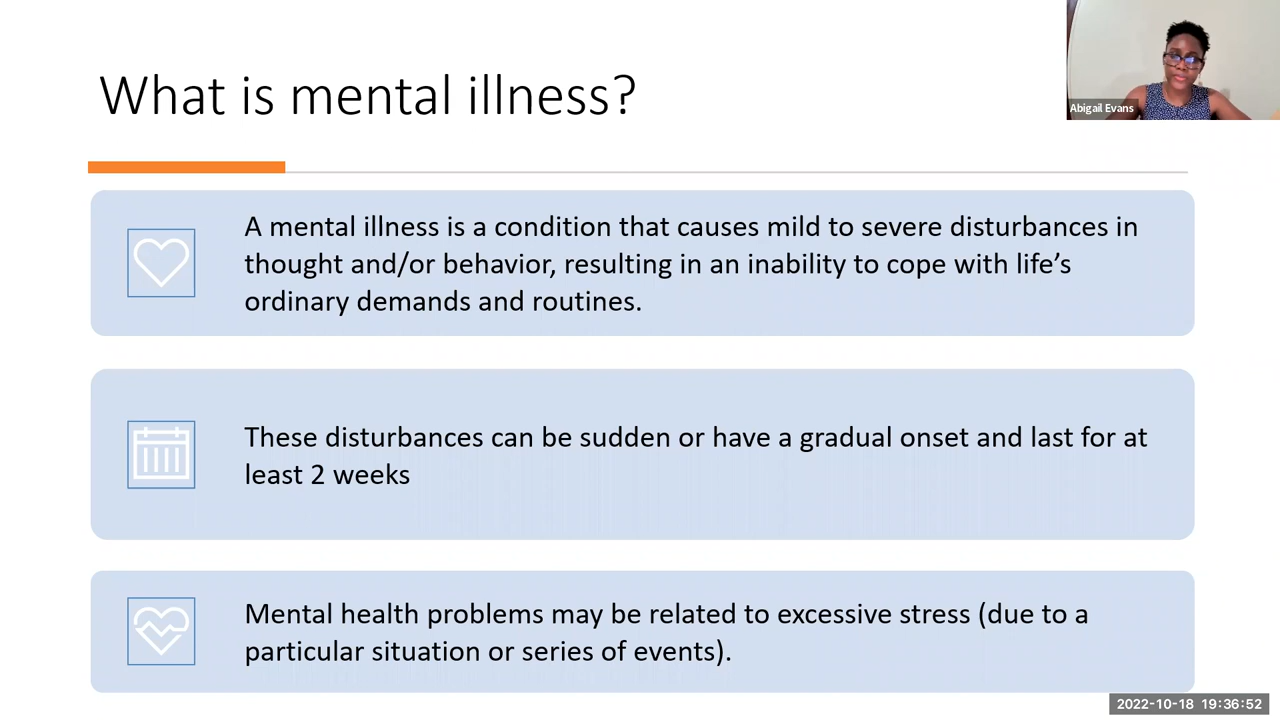 What is mental illness?
Abigail Evans
A mental illness is a condition that causes mild to severe disturbances in
thought and/or behavior, resulting in an inability to cope with life’s
ordinary demands and routines.
These disturbances can be sudden or have a gradual onset and last for at
least 2 weeks
Mental health problems may be related to excessive stress (due to a
particular situation or series of events).
2022-10-18 19:36:52